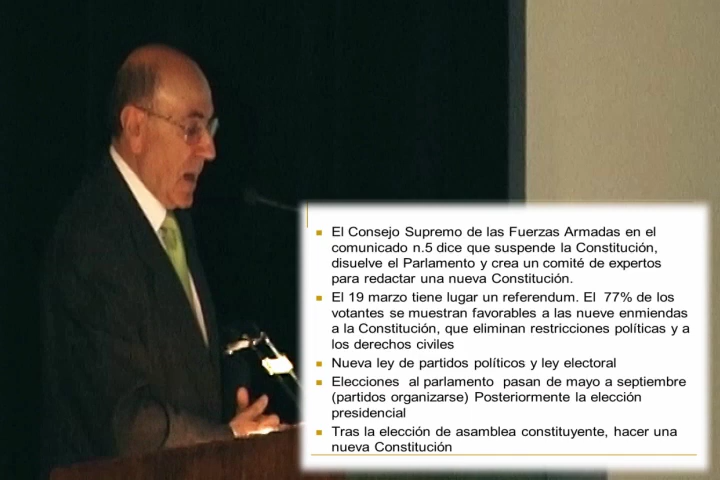 El Consejo Supremo de las Fuerzas Armadas en el
comunicado n.5 dice que suspende la Constitución,
disuelve el Parlamento y crea un comité de expertos
para redactar una nueva Constitución.
El 19 marzo tiene lugar un referendum. El  77% de los
votantes se muestran favorables a las nueve enmiendas
a la Constitución, que eliminan restricciones políticas y a
los derechos civiles
Nueva ley de partidos políticos y ley electoral
Elecciones  al parlamento  pasan de mayo a septiembre
(partidos organizarse) Posteriormente la elección
presidencial
Tras la elección de asamblea constituyente, hacer una
nueva Constitución